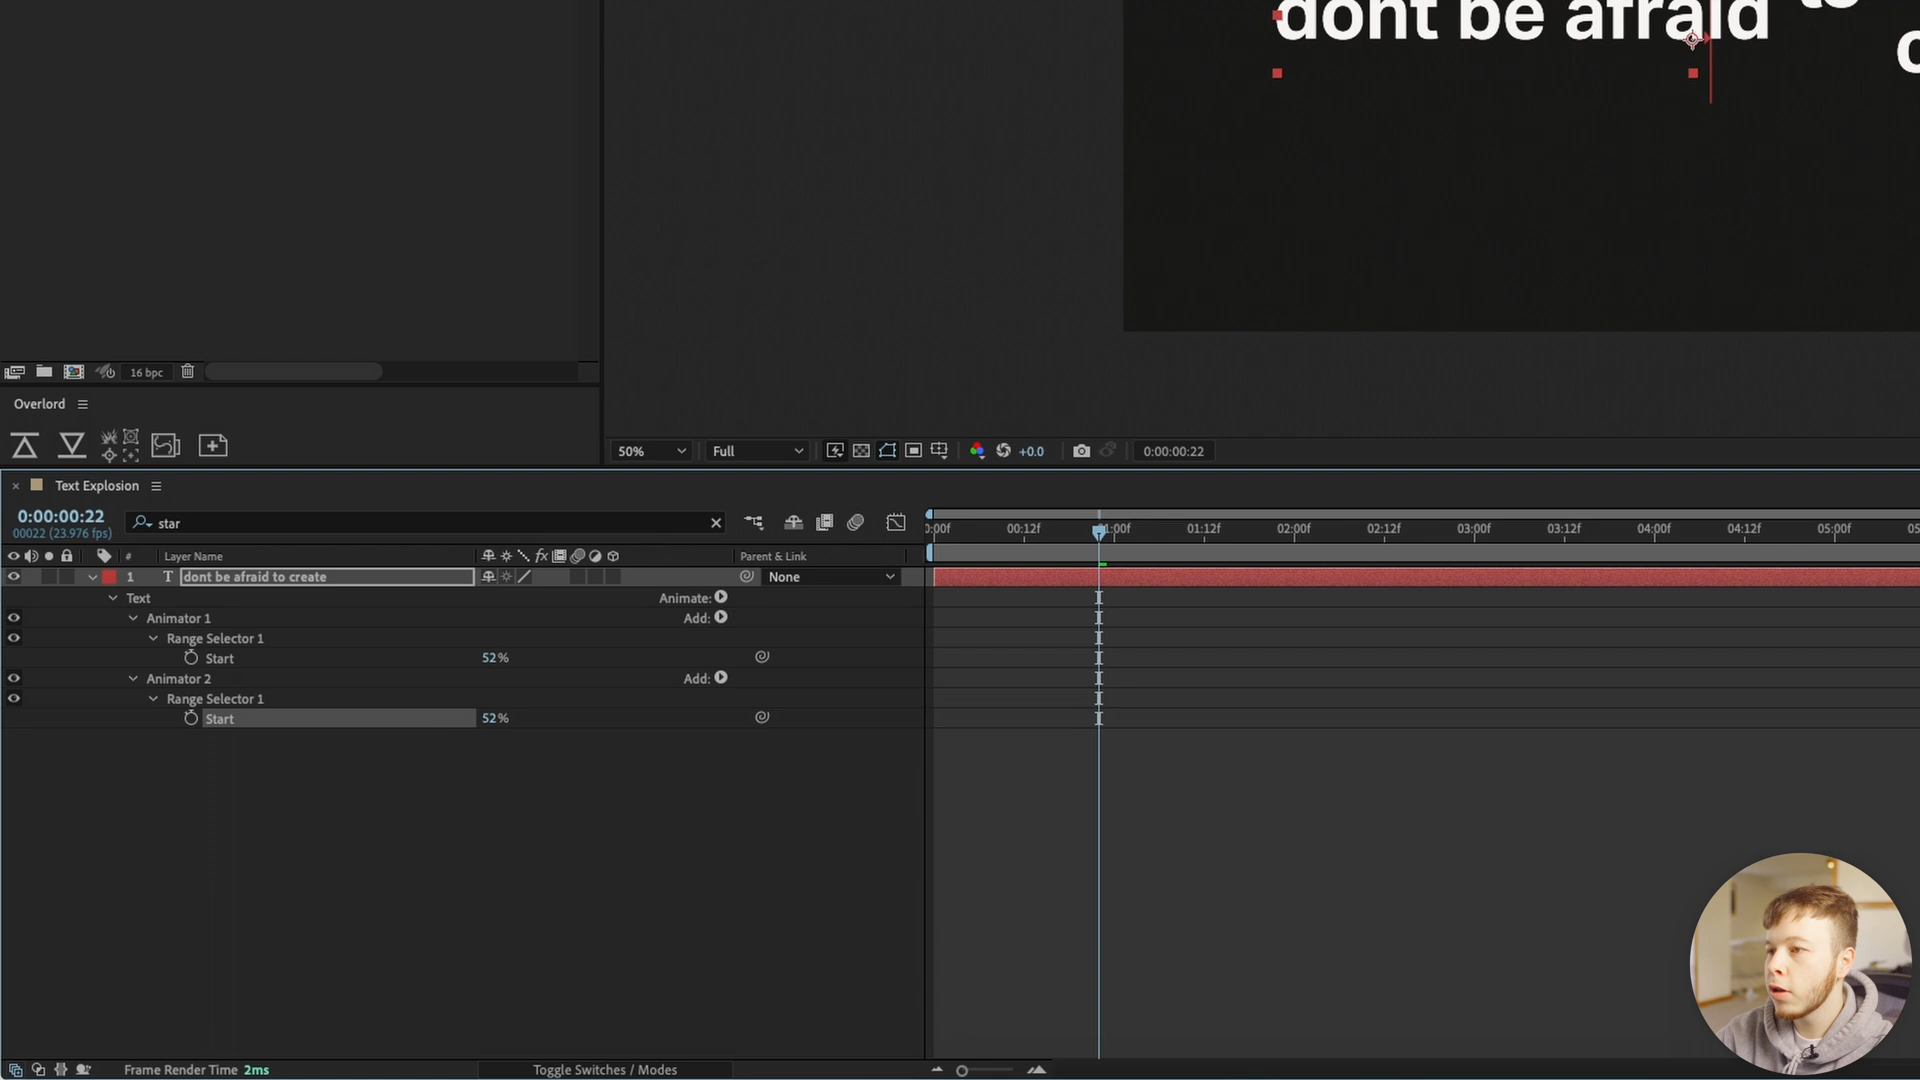 dont be afraid
to
c
16 bpc
Overlord
50%
Full
+0.0
0:00:00:22
Text Explosion
0:00:00:22
00022 (23.976 fps)
star
0:00f
00:12f
01:00f
01:12f
02:00f
02:12f
03:00f
03:12f
04:00f
04:12f
05:00f
05
#
Layer Name
fx
Parent & Link
1
T
dont be afraid to create
None
Text
Animate:
Animator 1
Add:
Range Selector 1
Start
52%
Animator 2
Add:
Range Selector 1
Start
52%
Frame Render Time 2ms
Toggle Switches / Modes